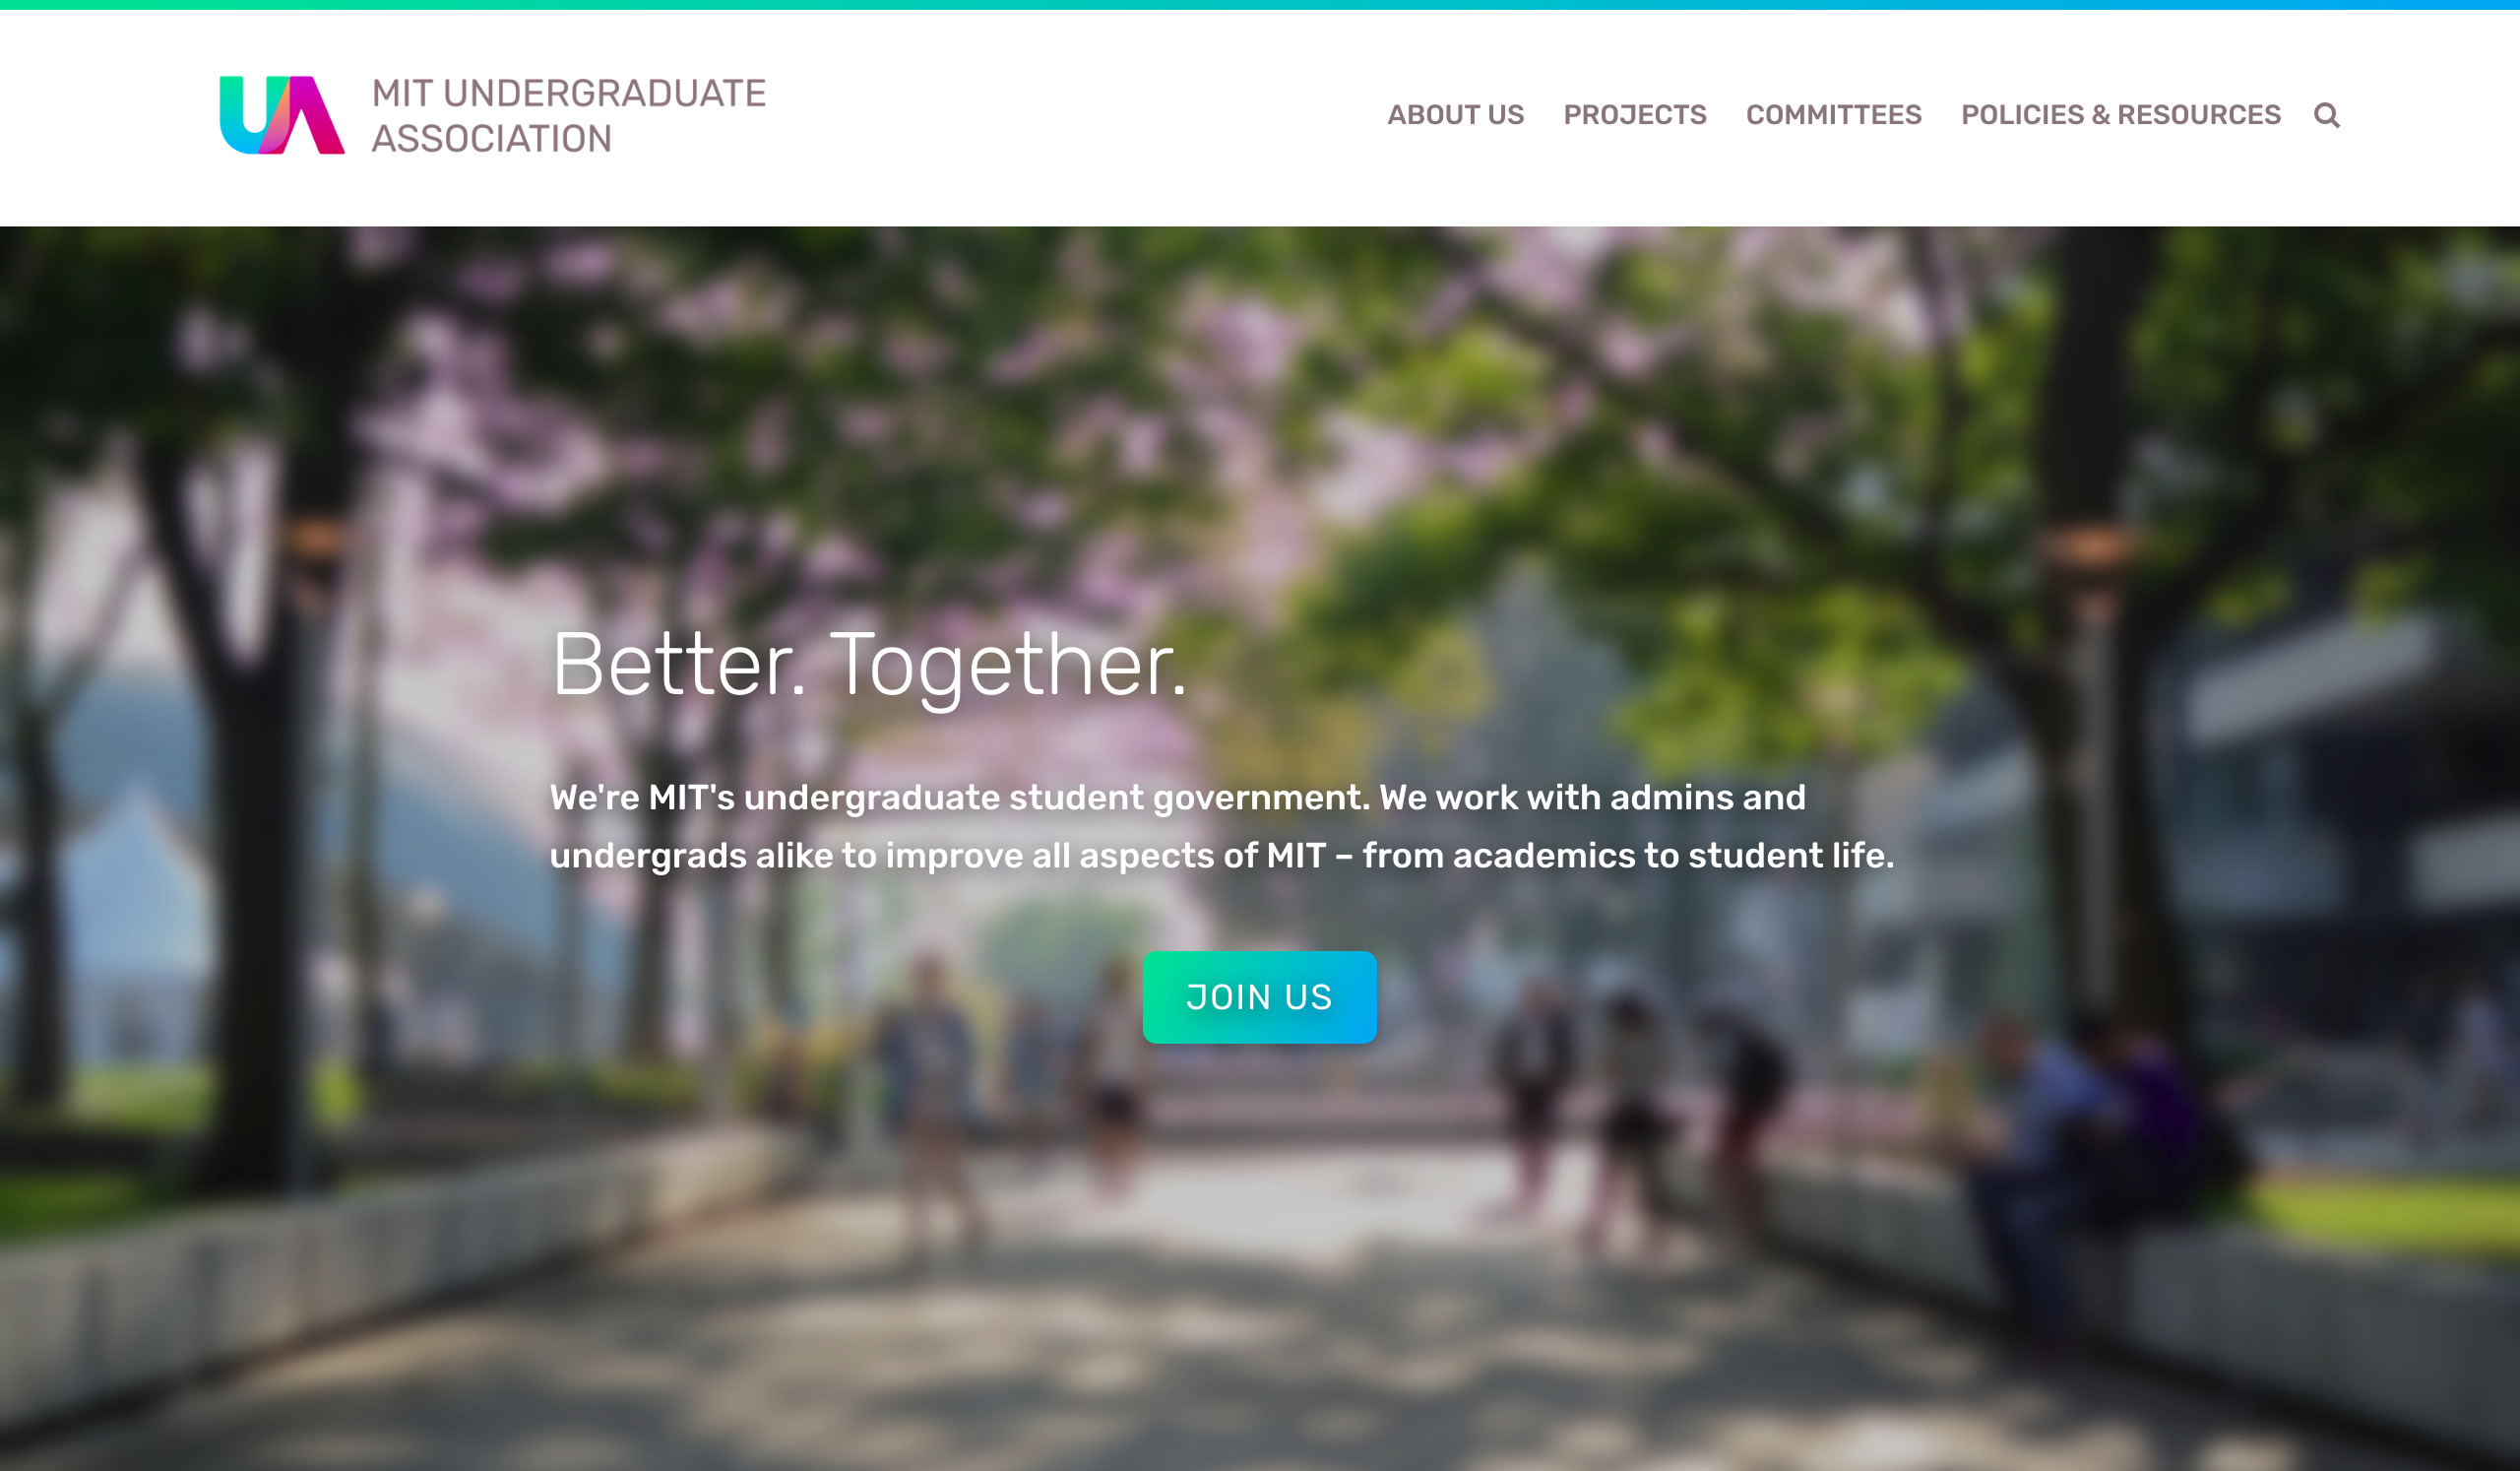 UA
MIT UNDERGRADUATE
ASSOCIATION
ABOUT US PROJECTS COMMITTEES POLICIES & RESOURCES
Better. Together.
We're MIT's undergraduate student government. We work with admins and
undergrads alike to improve all aspects of MIT – from academics to student life.
JOIN US